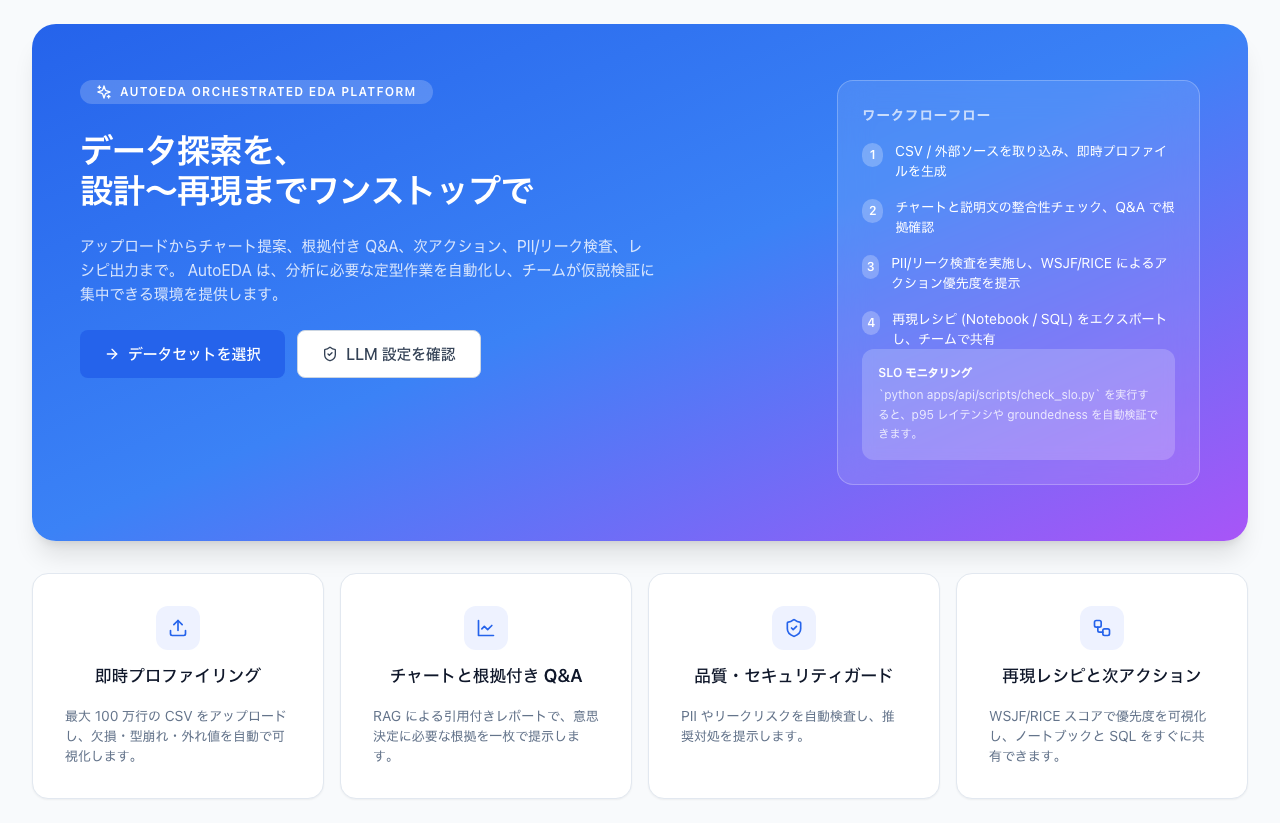 AUTOEDA ORCHESTRATED EDA PLATFORM
データ探索を、
設計〜再現までワンストップで
アップロードからチャート提案、根拠付き Q&A、次アクション、PII/リーク検査、レ
シピ出力まで。 AutoEDA は、分析に必要な定型作業を自動化し、チームが仮説検証に
集中できる環境を提供します。
データセットを選択
LLM 設定を確認
ワークフローフロー
1
CSV / 外部ソースを取り込み、即時プロファイ
ルを生成
2
チャートと説明文の整合性チェック、Q&A で根
拠確認
3
PII/リーク検査を実施し、WSJF/RICE によるア
クション優先度を提示
4
再現レシピ (Notebook / SQL) をエクスポート
し、チームで共有
SLO モニタリング
`python apps/api/scripts/check_slo.py` を実行す
ると、p95 レイテンシや groundedness を自動検証で
きます。
即時プロファイリング
最大 100 万行の CSV をアップロード
し、欠損・型崩れ・外れ値を自動で可
視化します。
チャートと根拠付き Q&A
RAG による引用付きレポートで、意思
決定に必要な根拠を一枚で提示しま
す。
品質・セキュリティガード
PII やリークリスクを自動検査し、推
奨対処を提示します。
再現レシピと次アクション
WSJF/RICE スコアで優先度を可視化
し、ノートブックと SQL をすぐに共
有できます。